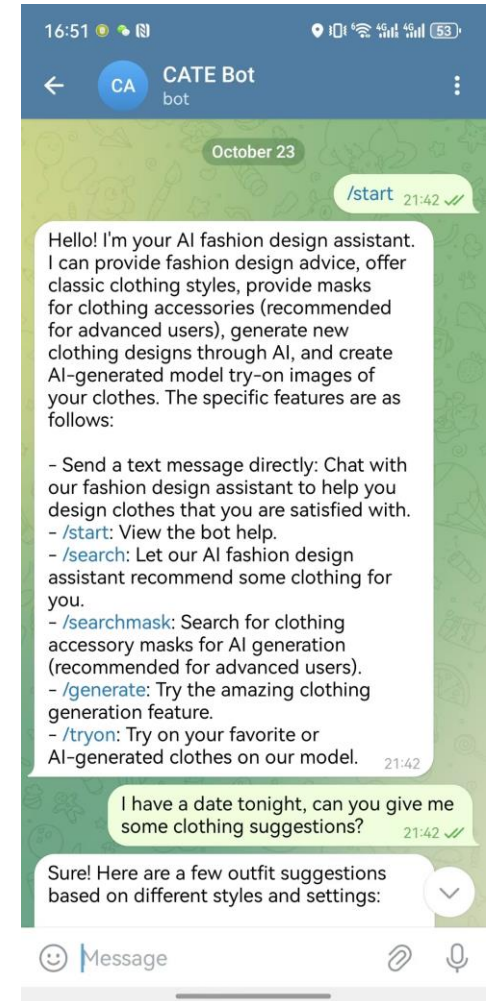 16:51
6 4G 4G 53
CA
CATE Bot
bot
October 23
/start 21:42
Hello! I'm your AI fashion design assistant.
I can provide fashion design advice, offer
classic clothing styles, provide masks
for clothing accessories (recommended
for advanced users), generate new
clothing designs through AI, and create
AI-generated model try-on images of
your clothes. The specific features are as
follows:
- Send a text message directly: Chat with
our fashion design assistant to help you
design clothes that you are satisfied with.
- /start: View the bot help.
- /search: Let our AI fashion design
assistant recommend some clothing for
you.
- /searchmask: Search for clothing
accessory masks for AI generation
(recommended for advanced users).
- /generate: Try the amazing clothing
generation feature.
- /tryon: Try on your favorite or
AI-generated clothes on our model. 21:42
I have a date tonight, can you give me
some clothing suggestions? 21:42
Sure! Here are a few outfit suggestions
based on different styles and settings:
Message